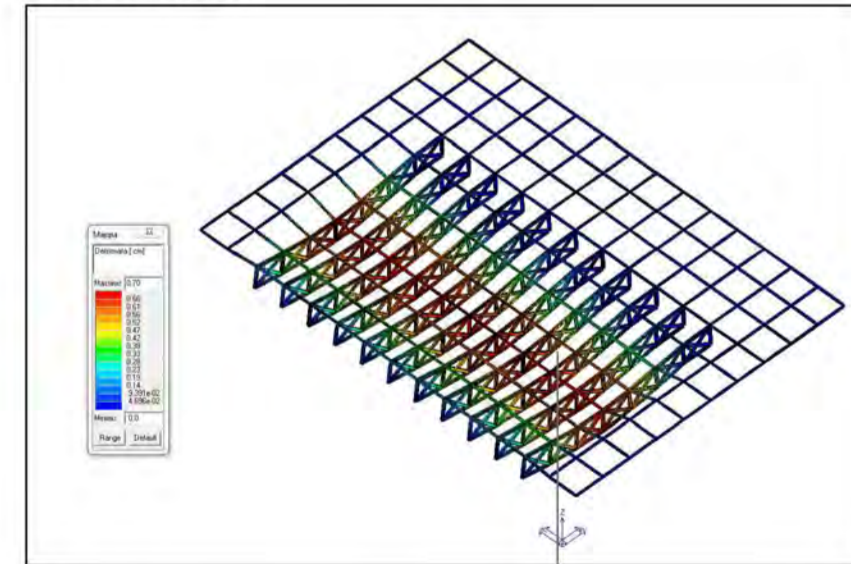 Mappa
Deformata [ cm]
Massimo 0.70
0.66
0.61
0.56
0.52
0.47
0.42
0.38
0.33
0.28
0.23
0.19
0.14
9.391e-02
4.696e-02
Minimo 0.0
Range Default
Z